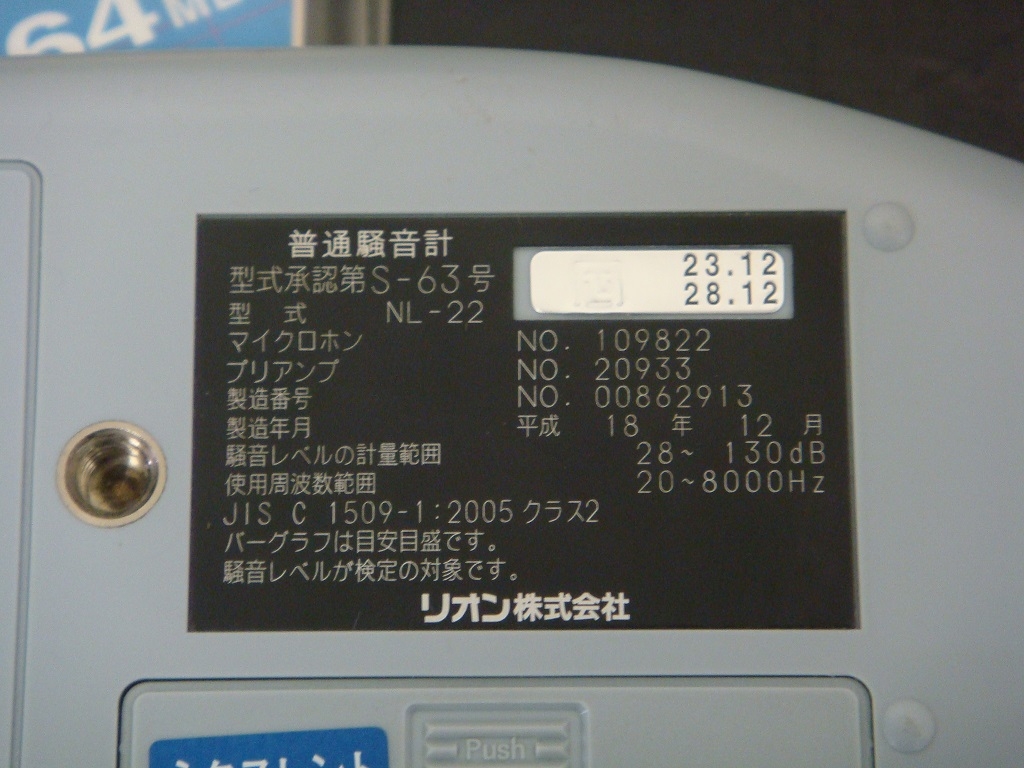 64MB
普通騒音計
型式承認第S-63号
23.12
28.12
型 式 NL-22
マイクロホン NO. 109822
プリアンプ NO. 20933
製造番号 NO. 00862913
製造年月 平成 18 年 12 月
騒音レベルの計量範囲 28~ 130dB
使用周波数範囲 20~8000Hz
JIS C 1509-1:2005 クラス2
バーグラフは目安目盛です。
騒音レベルが検定の対象です。
リオン株式会社
Push